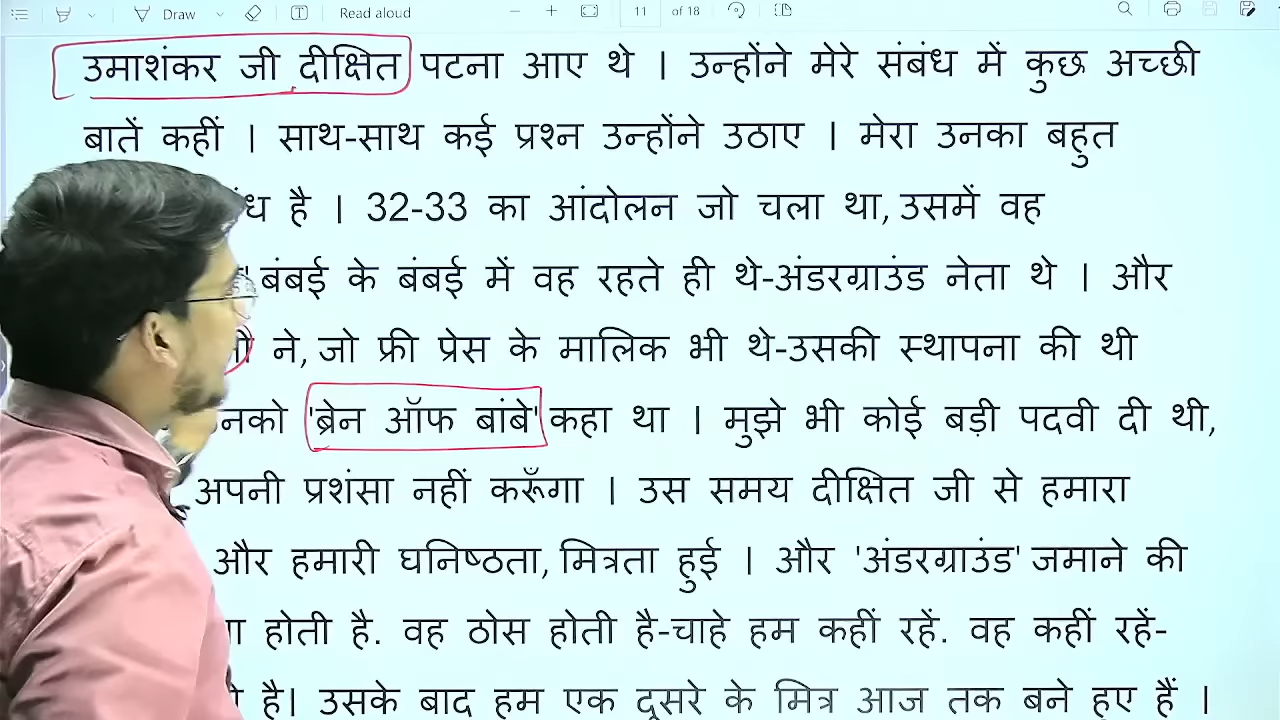 Draw Read aloud 11 of 18
उमाशंकर जी दीक्षित पटना आए थे । उन्होंने मेरे संबंध में कुछ अच्छी
बातें कहीं । साथ-साथ कई प्रश्न उन्होंने उठाए । मेरा उनका बहुत
है । 32-33 का आंदोलन जो चला था, उसमें वह
बंबई के बंबई में वह रहते ही थे-अंडरग्राउंड नेता थे । और
ने, जो फ्री प्रेस के मालिक भी थे-उसकी स्थापना की थी
'ब्रेन ऑफ बांबे' कहा था । मुझे भी कोई बड़ी पदवी दी थी,
अपनी प्रशंसा नहीं करूँगा । उस समय दीक्षित जी से हमारा
और हमारी घनिष्ठता, मित्रता हुई । और 'अंडरग्राउंड' जमाने की
होती है. वह ठोस होती है-चाहे हम कहीं रहें. वह कहीं रहें-
है। उसके बाद हम एक दूसरे के मित्र आज तक बने हुए हैं ।